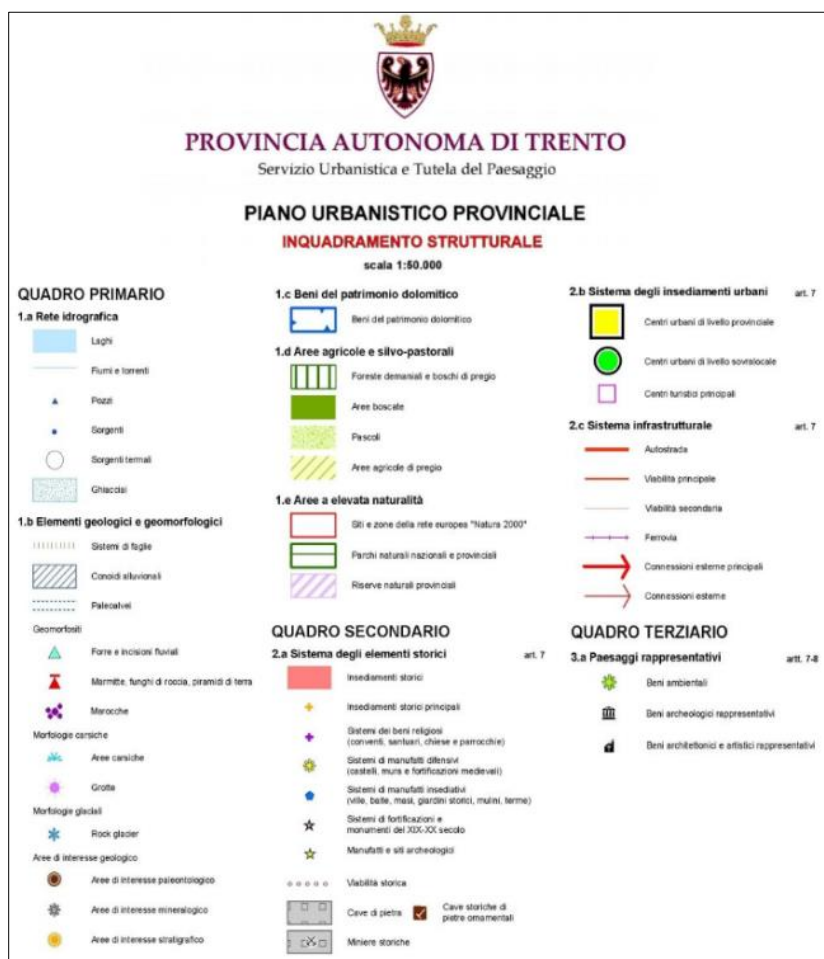 PROVINCIA AUTONOMA DI TRENTO
Servizio Urbanistica e Tutela del Paesaggio
PIANO URBANISTICO PROVINCIALE
INQUADRAMENTO STRUTTURALE
scala 1:50.000
QUADRO PRIMARIO
1.a Rete idrografica
Laghi
Fiumi e torrenti
Pozzi
Sorgenti
Sorgenti termali
Ghiacciai
1.b Elementi geologici e geomorfologici
Sistemi di faglie
Conoidi alluvionali
Paleoalvei
Geomorfositi
Forre e incisioni fluviali
Marmitte, funghi di roccia, piramidi di terra
Marocche
Morfologie carsiche
Aree carsiche
Grotte
Morfologie glaciali
Rock glacier
Aree di interesse geologico
Aree di interesse paleontologico
Aree di interesse mineralogico
Aree di interesse stratigrafico
1.c Beni del patrimonio dolomitico
Beni del patrimonio dolomitico
1.d Aree agricole e silvo-pastorali
Foreste demaniali e boschi di pregio
Aree boscate
Pascoli
Aree agricole di pregio
1.e Aree a elevata naturalità
Siti e zone della rete europea "Natura 2000"
Parchi naturali nazionali e provinciali
Riserve naturali provinciali
QUADRO SECONDARIO
2.a Sistema degli elementi storici art. 7
Insediamenti storici
Insediamenti storici principali
Sistemi dei beni religiosi
(conventi, santuari, chiese e parrocchie)
Sistemi di manufatti difensivi
(castelli, mura e fortificazioni medievali)
Sistemi di manufatti insediativi
(ville, baite, masi, giardini storici, mulini, terme)
Sistemi di fortificazioni e
monumenti del XIX-XX secolo
Manufatti e siti archeologici
Viabilità storica
Cave di pietra
Cave storiche di
pietre ornamentali
Miniere storiche
2.b Sistema degli insediamenti urbani art. 7
Centri urbani di livello provinciale
Centri urbani di livello sovralocale
Centri turistici principali
2.c Sistema infrastrutturale art. 7
Autostrada
Viabilità principale
Viabilità secondaria
Ferrovia
Connessioni esterne principali
Connessioni esterne
QUADRO TERZIARIO
3.a Paesaggi rappresentativi artt. 7-8
Beni ambientali
Beni archeologici rappresentativi
Beni architettonici e artistici rappresentativi